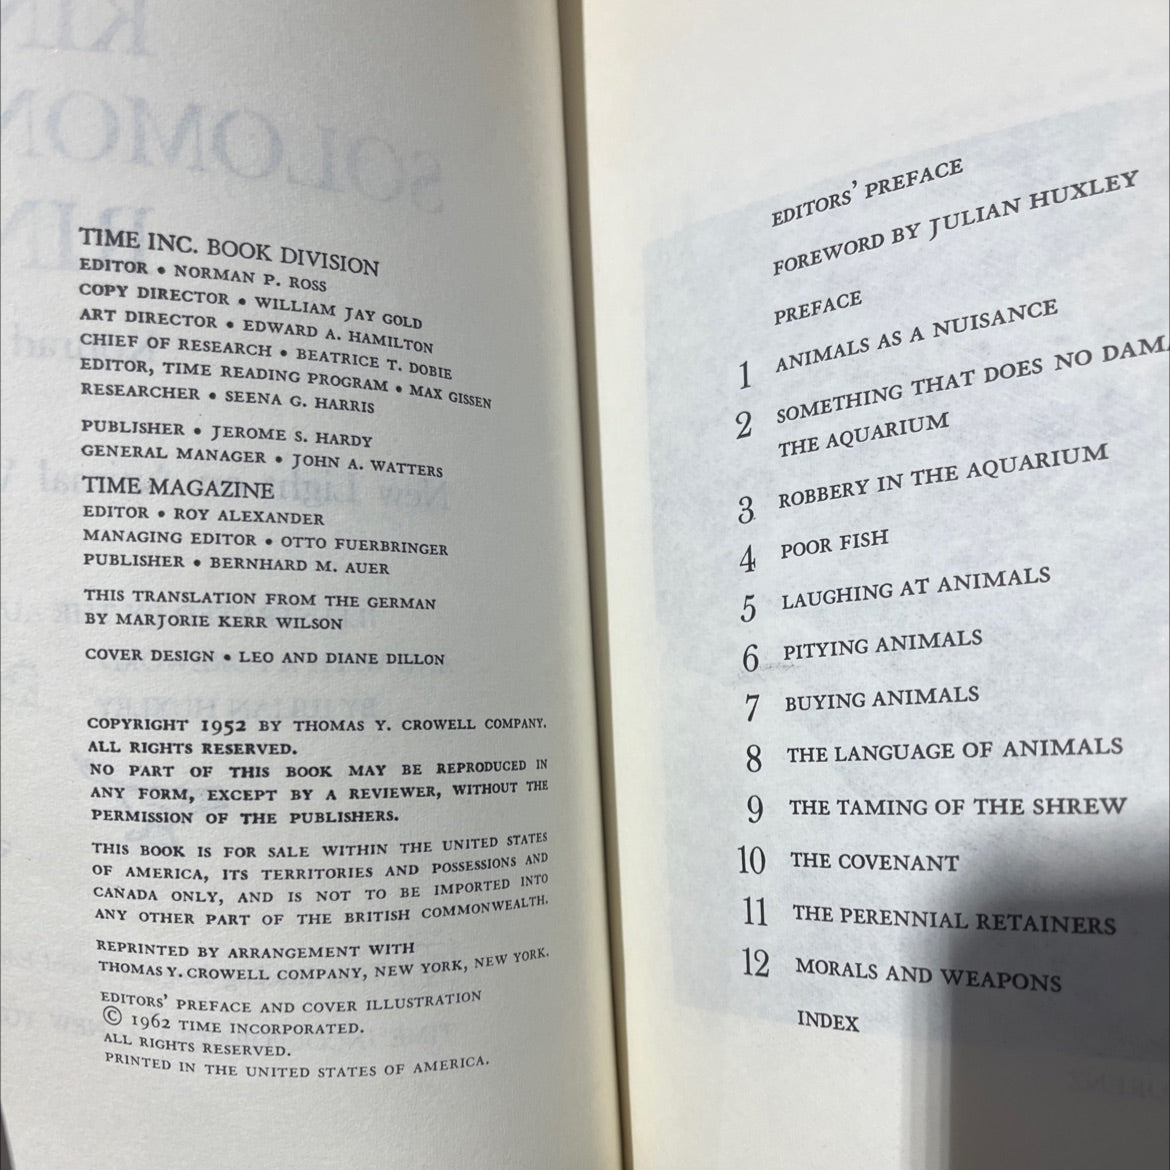 TIME INC. BOOK DIVISION
EDITOR • NORMAN P. ROSS
COPY DIRECTOR • WILLIAM JAY GOLD
ART DIRECTOR • EDWARD A. HAMILTON
CHIEF OF RESEARCH • BEATRICE T. DOBIE
EDITOR, TIME READING PROGRAM • MAX GISSEN
RESEARCHER • SEENA G. HARRIS
PUBLISHER • JEROME S. HARDY
GENERAL MANAGER • JOHN A. WATTERS
TIME MAGAZINE
EDITOR • ROY ALEXANDER
MANAGING EDITOR • OTTO FUERBRINGER
PUBLISHER • BERNHARD M. AUER
THIS TRANSLATION FROM THE GERMAN
BY MARJORIE KERR WILSON
COVER DESIGN • LEO AND DIANE DILLON
COPYRIGHT 1952 BY THOMAS Y. CROWELL COMPANY.
ALL RIGHTS RESERVED.
NO PART OF THIS BOOK MAY BE REPRODUCED IN
ANY FORM, EXCEPT BY A REVIEWER, WITHOUT THE
PERMISSION OF THE PUBLISHERS.
THIS BOOK IS FOR SALE WITHIN THE UNITED STATES
OF AMERICA, ITS TERRITORIES AND POSSESSIONS AND
CANADA ONLY, AND IS NOT TO BE IMPORTED INTO
ANY OTHER PART OF THE BRITISH COMMONWEALTH.
REPRINTED BY ARRANGEMENT WITH
THOMAS Y. CROWELL COMPANY, NEW YORK, NEW YORK.
EDITORS' PREFACE AND COVER ILLUSTRATION
© 1962 TIME INCORPORATED.
ALL RIGHTS RESERVED.
PRINTED IN THE UNITED STATES OF AMERICA.
EDITORS' PREFACE
FOREWORD BY JULIAN HUXLEY
PREFACE
1 ANIMALS AS A NUISANCE
2 SOMETHING THAT DOES NO DAMA
THE AQUARIUM
3 ROBBERY IN THE AQUARIUM
4 POOR FISH
5 LAUGHING AT ANIMALS
6 PITYING ANIMALS
7 BUYING ANIMALS
8 THE LANGUAGE OF ANIMALS
9 THE TAMING OF THE SHREW
10 THE COVENANT
11 THE PERENNIAL RETAINERS
12 MORALS AND WEAPONS
INDEX